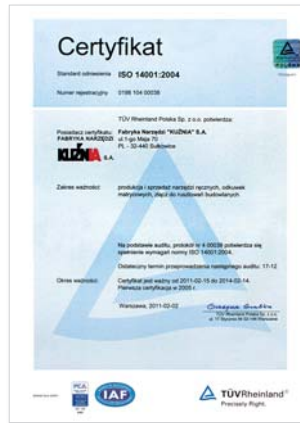 Certyfikat
Standard odniesienia ISO 14001:2004
Numer rejestracyjny 0198 104 00038
TÜV Rheinland Polska Sp. z o.o. potwierdza:
Posiadacz certyfikatu: Fabryka Narzędzi "KUŹNIA" S.A.
FABRYKA NARZĘDZI ul.1-go Maja 70
PL - 32-440 Sułkowice
KUŹNIA S.A.
Zakres ważności: produkcja i sprzedaż narzędzi ręcznych, odkuwek
matrycowych, złączy do rusztowań budowlanych.
Na podstawie auditu, protokół nr 4 00038 potwierdza się
spełnienie wymagań normy ISO 14001:2004.
Ostateczny termin przeprowadzenia następnego auditu: 17-12
Okres ważności: Certyfikat jest ważny od 2011-02-15 do 2014-02-14.
Pierwsza certyfikacja w 2005 r.
Warszawa, 2011-02-02
TÜV Rheinland Polska Sp. z o.o.
PCA
IAF
TÜVRheinland
Precisely Right.